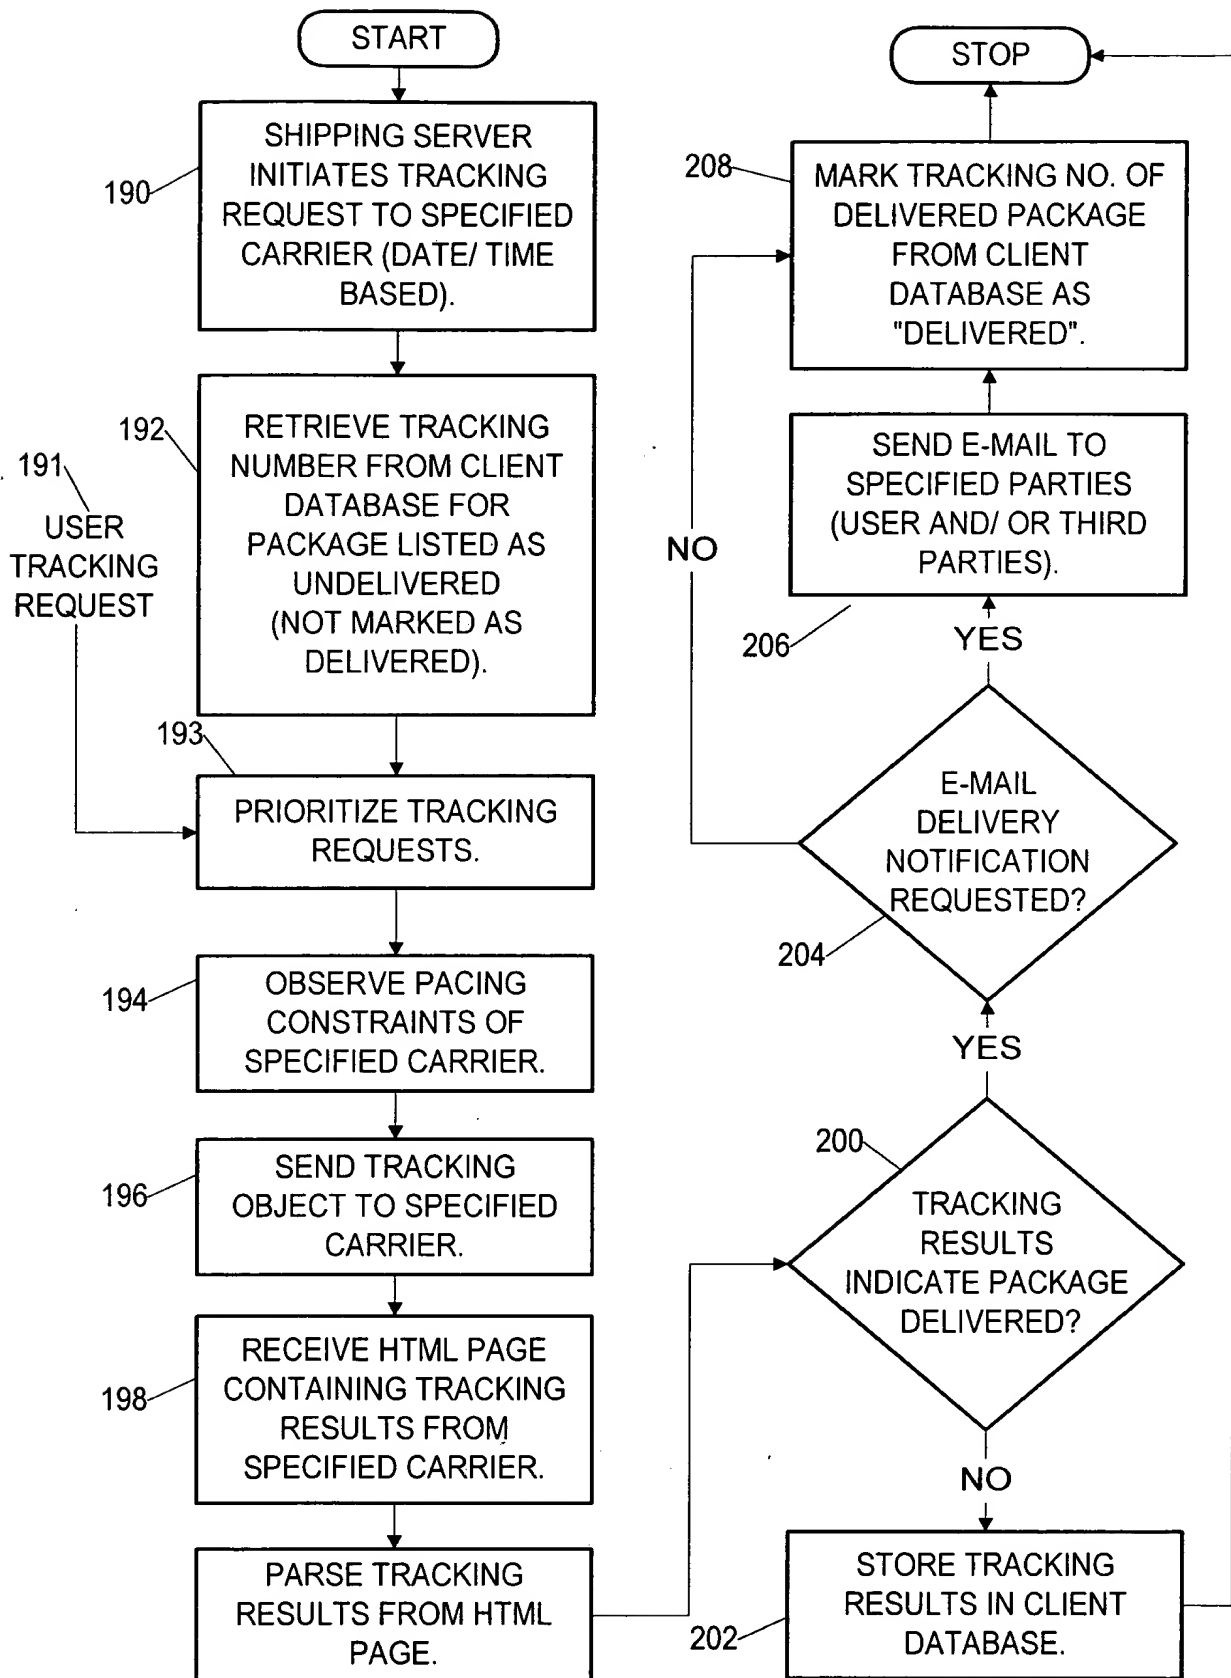 START
190
SHIPPING SERVER
INITIATES TRACKING
REQUEST TO SPECIFIED
CARRIER (DATE/ TIME
BASED).
192
RETRIEVE TRACKING
NUMBER FROM CLIENT
DATABASE FOR
PACKAGE LISTED AS
UNDELIVERED
(NOT MARKED AS
DELIVERED).
191
USER
TRACKING
REQUEST
193
PRIORITIZE TRACKING
REQUESTS.
194
OBSERVE PACING
CONSTRAINTS OF
SPECIFIED CARRIER.
196
SEND TRACKING
OBJECT TO SPECIFIED
CARRIER.
198
RECEIVE HTML PAGE
CONTAINING TRACKING
RESULTS FROM
SPECIFIED CARRIER.
PARSE TRACKING
RESULTS FROM HTML
PAGE.
STOP
208
MARK TRACKING NO. OF
DELIVERED PACKAGE
FROM CLIENT
DATABASE AS
"DELIVERED".
SEND E-MAIL TO
SPECIFIED PARTIES
(USER AND/ OR THIRD
PARTIES).
206
NO
YES
E-MAIL
DELIVERY
NOTIFICATION
REQUESTED?
204
YES
200
TRACKING
RESULTS
INDICATE PACKAGE
DELIVERED?
NO
STORE TRACKING
RESULTS IN CLIENT
DATABASE.
202